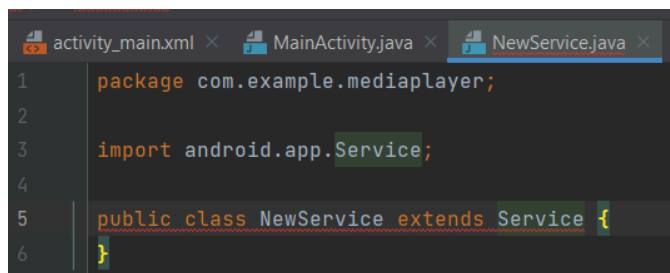 activity_main.xml × MainActivity.java × NewService.java ×
1 package com.example.mediaplayer;
2
3 import android.app.Service;
4
5 public class NewService extends Service {
6 }